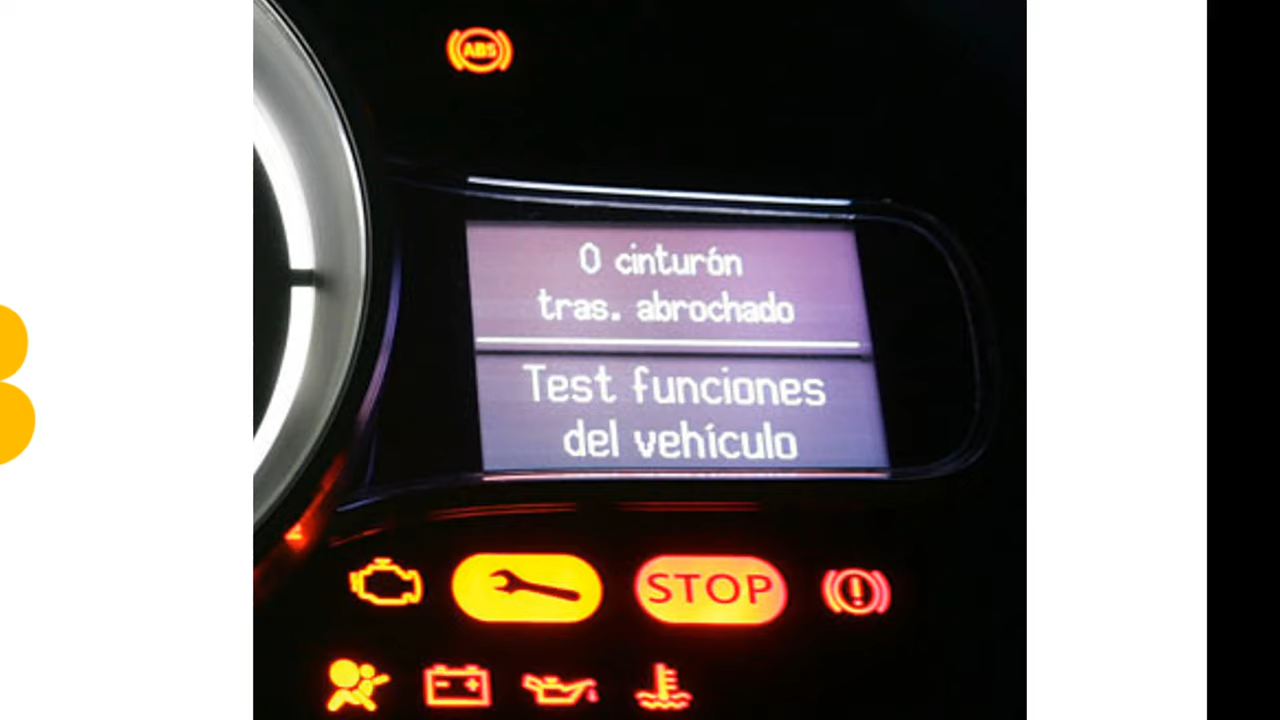 ABS
0 cinturón
tras. abrochado
Test funciones
del vehículo
STOP